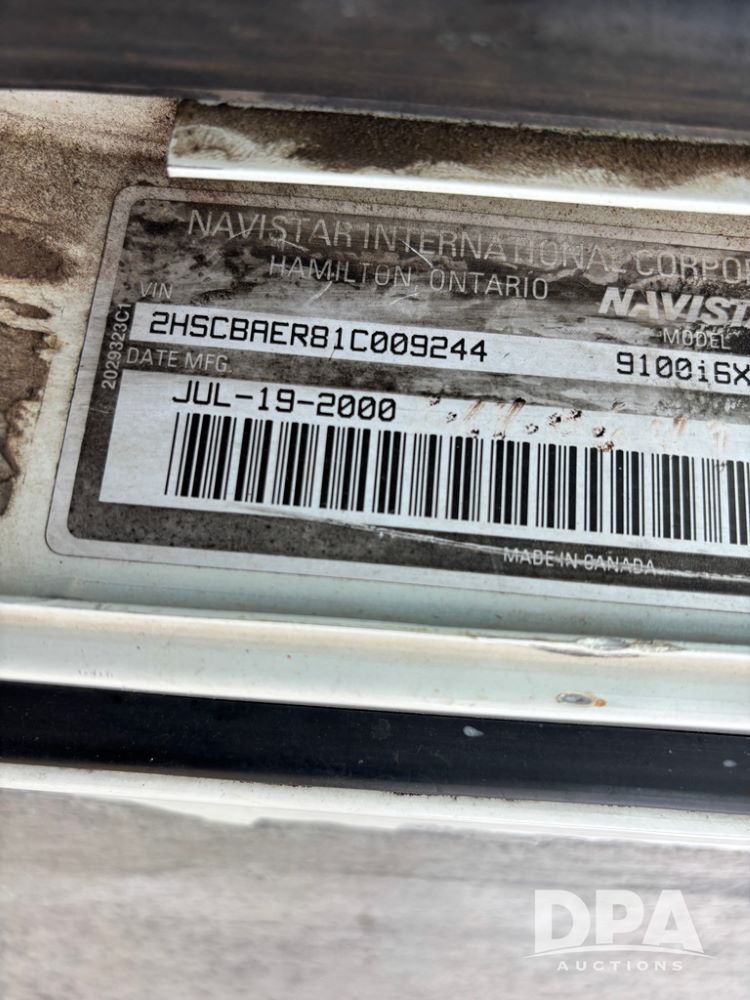 NAVISTAR INTERNATIONAL CORPO
HAMILTON, ONTARIO
NAVIST
VIN
MODEL
2HSCBAER81C009244
9100i6X
DATE MFG.
JUL-19-2000
2029323C1
MADE IN CANADA
DPA
AUCTIONS